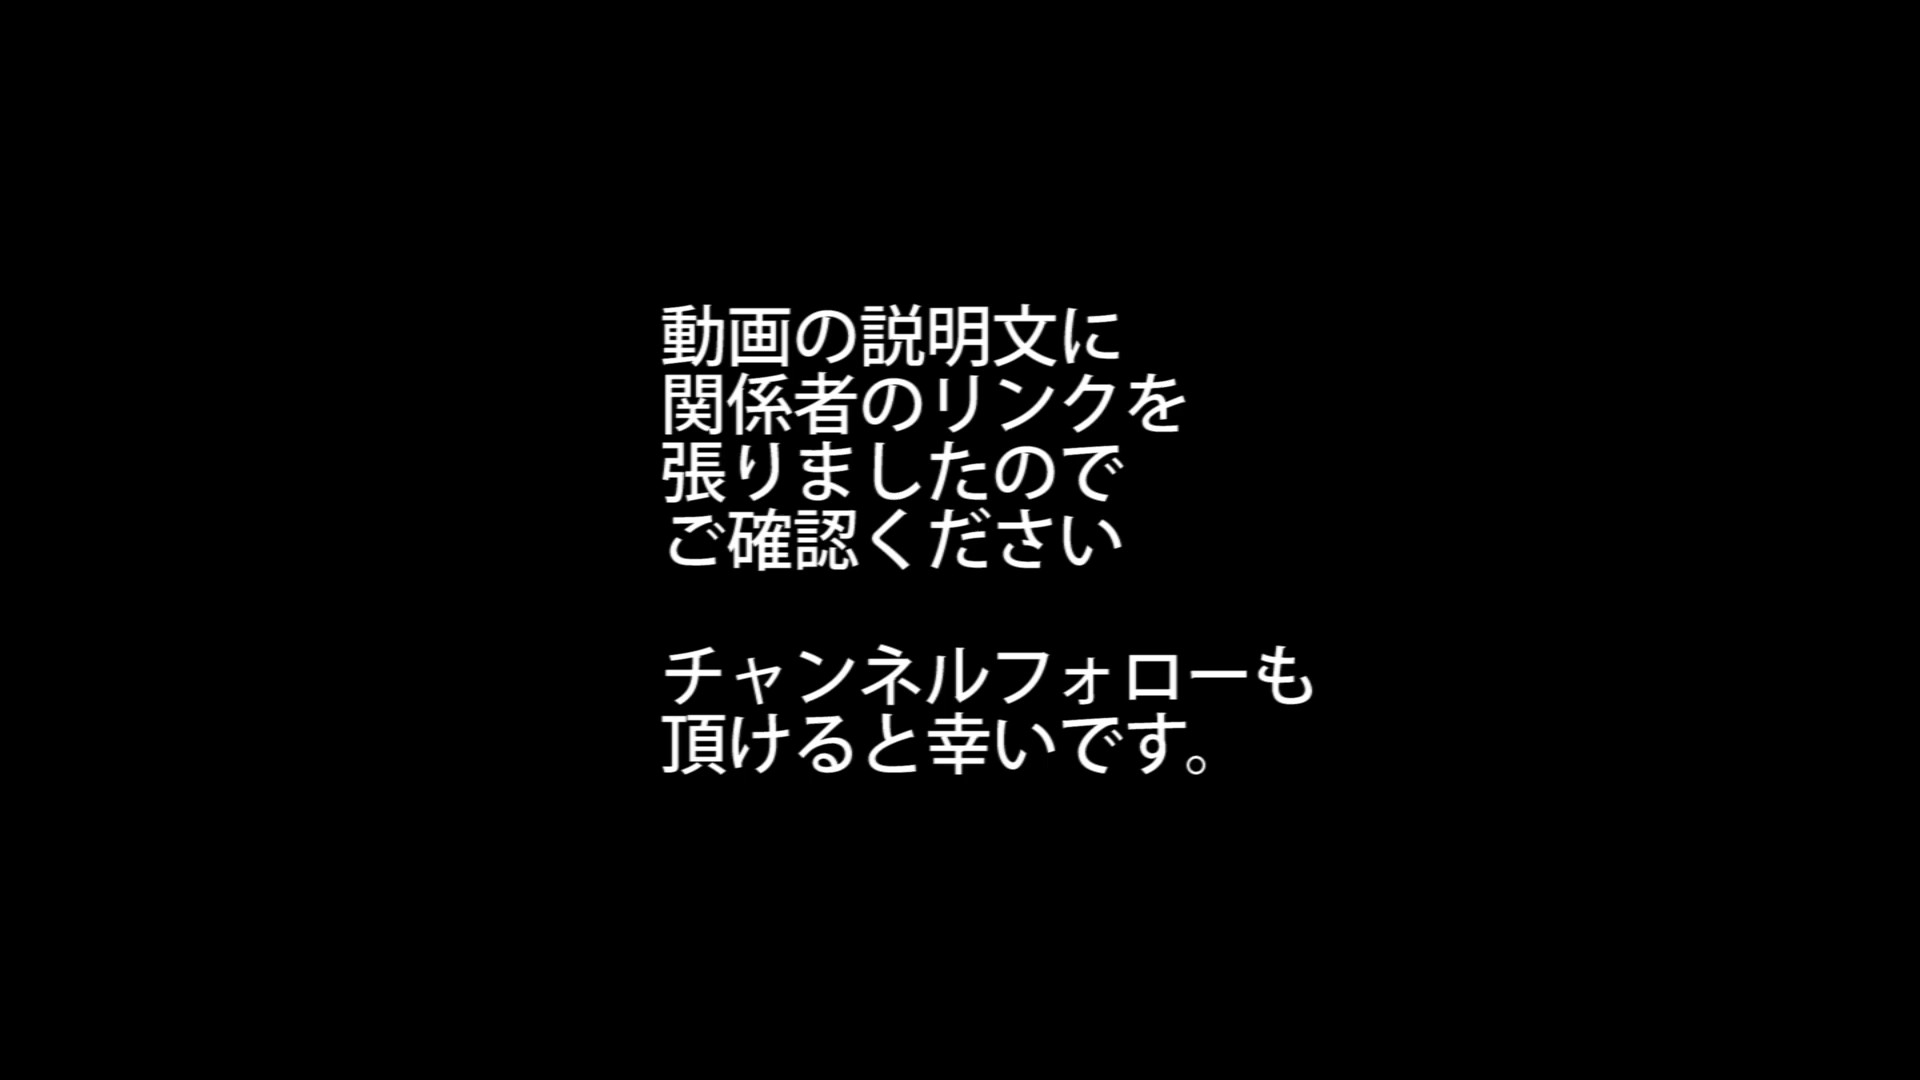 動画の説明文に
関係者のリンクを
張りましたので
ご確認ください
チャンネルフォローも
頂けると幸いです。